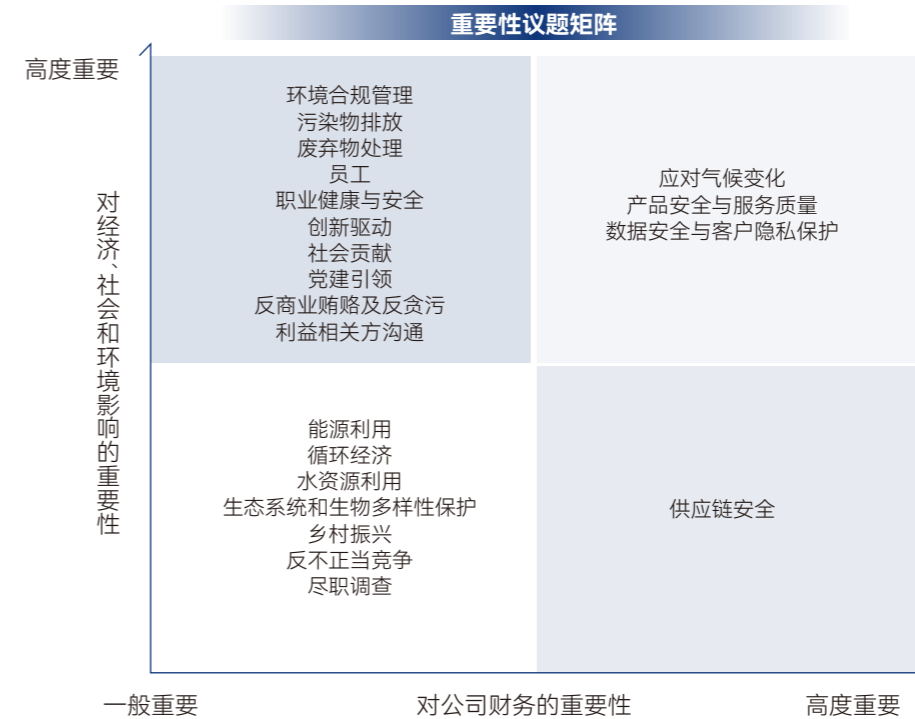 重要性议题矩阵
高度重要
对经济、社会和环境影响的重要性
环境合规管理
污染物排放
废弃物处理
员工
职业健康与安全
创新驱动
社会贡献
党建引领
反商业贿赂及反贪污
利益相关方沟通
应对气候变化
产品安全与服务质量
数据安全与客户隐私保护
能源利用
循环经济
水资源利用
生态系统和生物多样性保护
乡村振兴
反不正当竞争
尽职调查
供应链安全
一般重要
对公司财务的重要性
高度重要